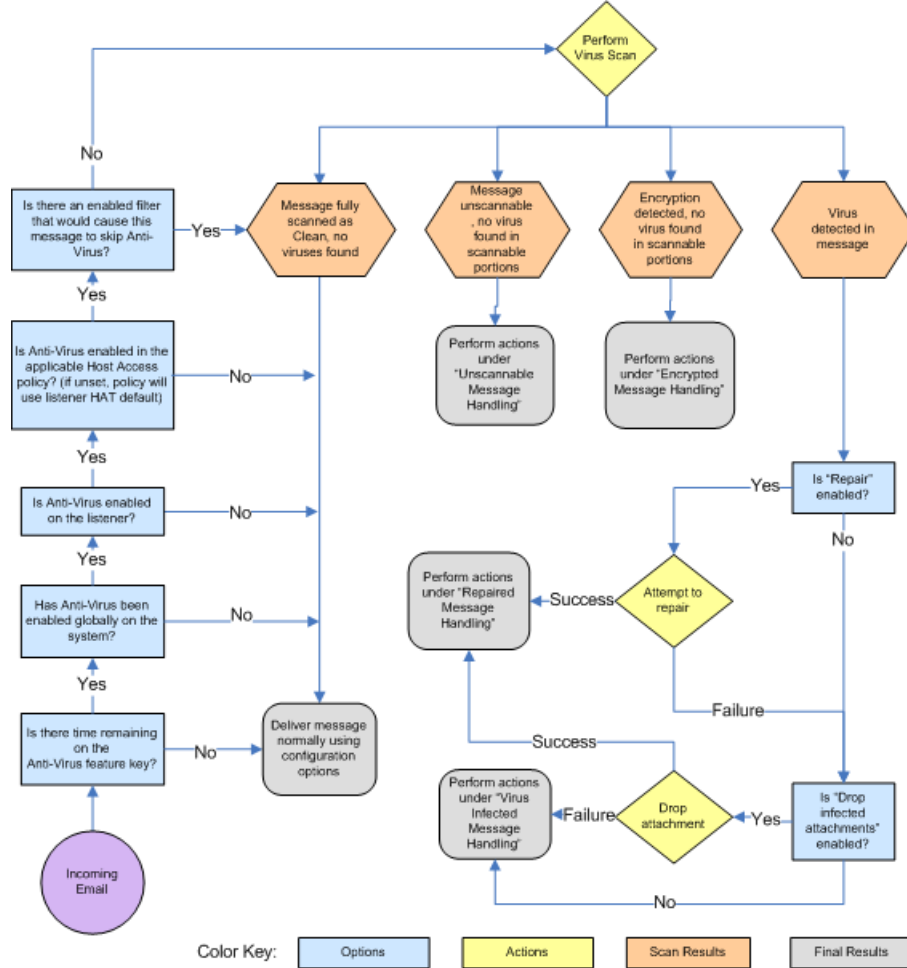 Perform
Virus Scan
No
Is there an enabled filter
that would cause this
message to skip Anti-
Virus?
Yes
Message fully
scanned as
Clean, no
viruses found
Message
unscannable
, no virus
found in
scannable
portions
Encryption
detected, no
virus found
in scannable
portions
Virus
detected in
message
Yes
Is Anti-Virus enabled in the
applicable Host Access
policy? (if unset, policy will
use listener HAT default)
No
Perform actions
under
“Unscannable
Message
Handling”
Perform actions
under “Encrypted
Message Handling”
Yes
Is Anti-Virus enabled
on the listener?
No
Yes
Is “Repair”
enabled?
No
Yes
Has Anti-Virus been
enabled globally on the
system?
No
Perform actions
under “Repaired
Message
Handling”
Success
Attempt to
repair
Yes
Failure
Is there time remaining
on the
Anti-Virus feature key?
No
Deliver message
normally using
configuration
options
Success
Perform actions
under “Virus
Infected
Message
Handling”
Failure
Drop
attachment
Yes
Is “Drop
infected
attachments”
enabled?
No
Incoming
Email
Color Key:
Options
Actions
Scan Results
Final Results